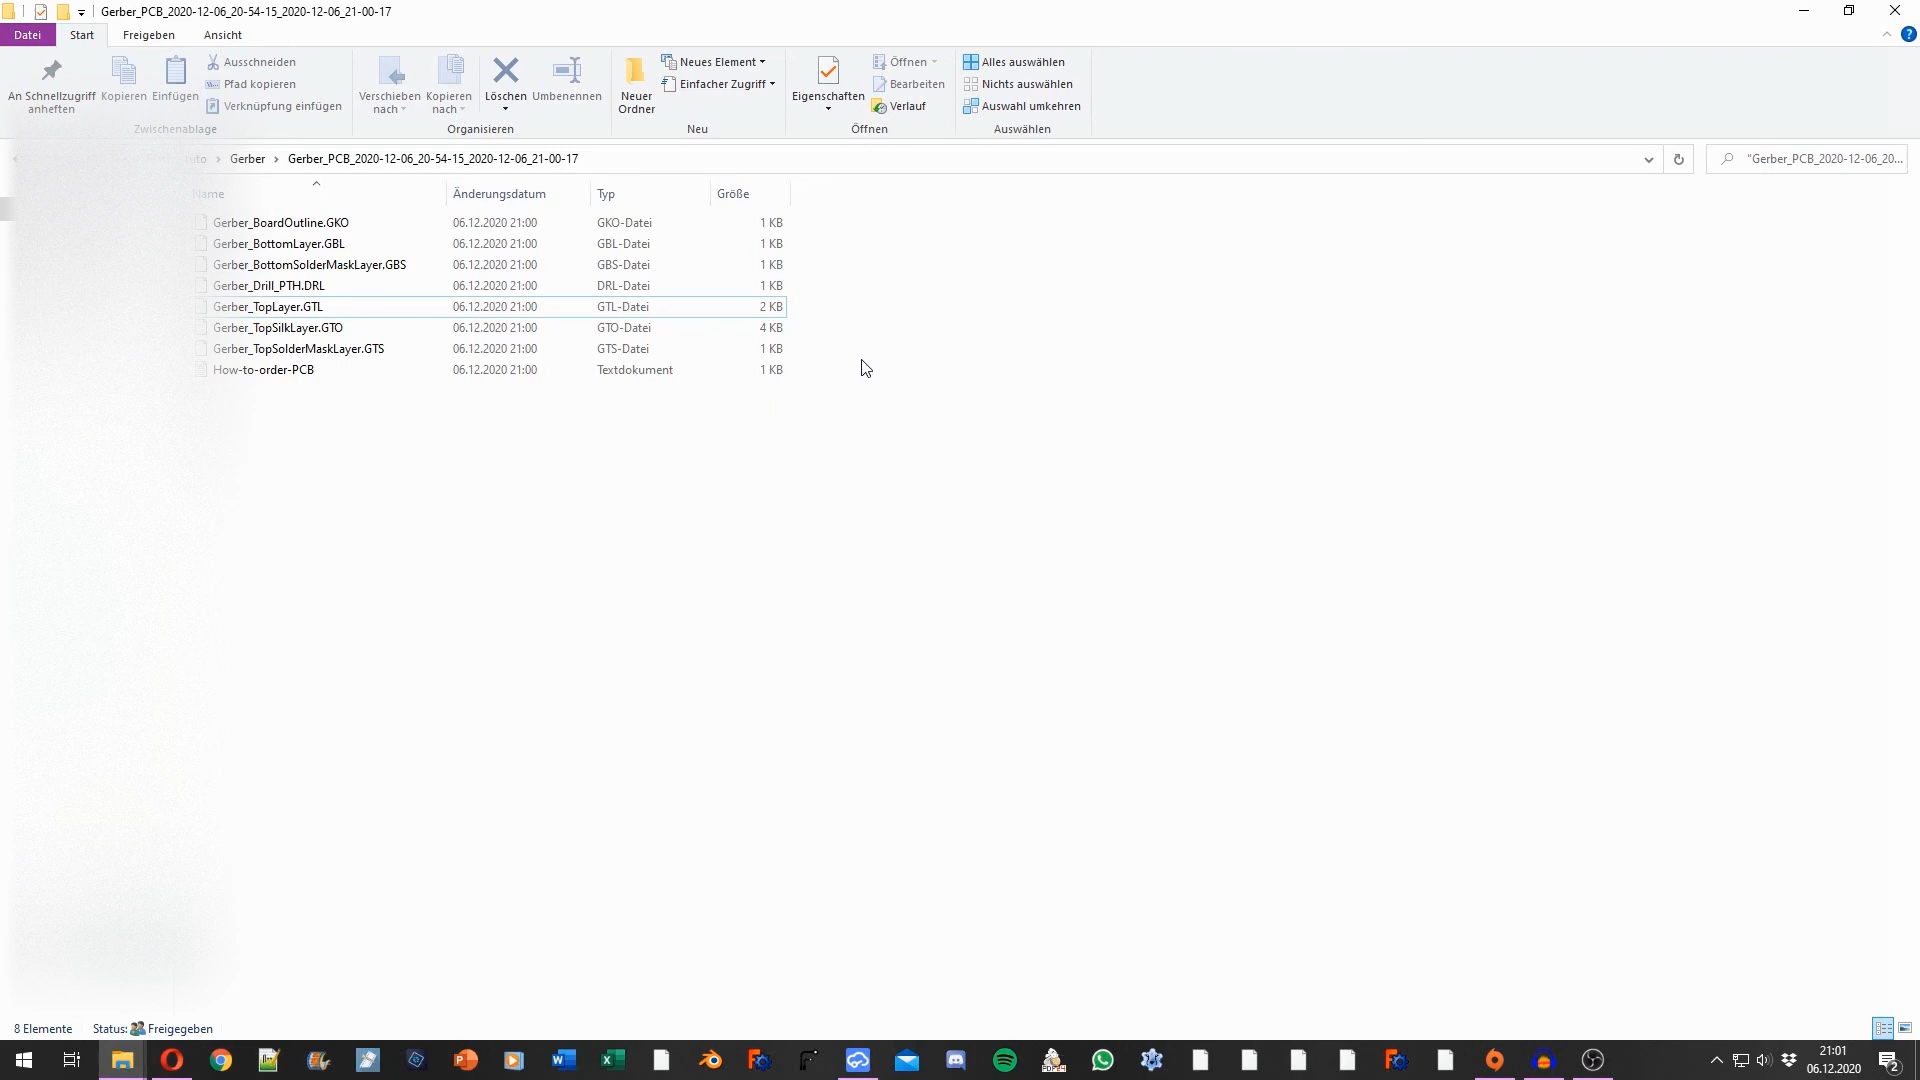 Gerber_PCB_2020-12-06_20-54-15_2020-12-06_21-00-17
Datei Start Freigeben Ansicht
An Schnellzugriff anheften
Kopieren
Einfügen
Ausschneiden
Pfad kopieren
Verknüpfung einfügen
Zwischenablage
Verschieben nach
Kopieren nach
Löschen
Umbenennen
Organisieren
Neuer Ordner
Neues Element
Einfacher Zugriff
Neu
Eigenschaften
Öffnen
Bearbeiten
Verlauf
Öffnen
Alles auswählen
Nichts auswählen
Auswahl umkehren
Auswählen
Gerber › Gerber_PCB_2020-12-06_20-54-15_2020-12-06_21-00-17
"Gerber_PCB_2020-12-06_20...
Name Änderungsdatum Typ Größe
Gerber_BoardOutline.GKO 06.12.2020 21:00 GKO-Datei 1 KB
Gerber_BottomLayer.GBL 06.12.2020 21:00 GBL-Datei 1 KB
Gerber_BottomSolderMaskLayer.GBS 06.12.2020 21:00 GBS-Datei 1 KB
Gerber_Drill_PTH.DRL 06.12.2020 21:00 DRL-Datei 1 KB
Gerber_TopLayer.GTL 06.12.2020 21:00 GTL-Datei 2 KB
Gerber_TopSilkLayer.GTO 06.12.2020 21:00 GTO-Datei 4 KB
Gerber_TopSolderMaskLayer.GTS 06.12.2020 21:00 GTS-Datei 1 KB
How-to-order-PCB 06.12.2020 21:00 Textdokument 1 KB
8 Elemente Status: Freigegeben
21:01
06.12.2020
2